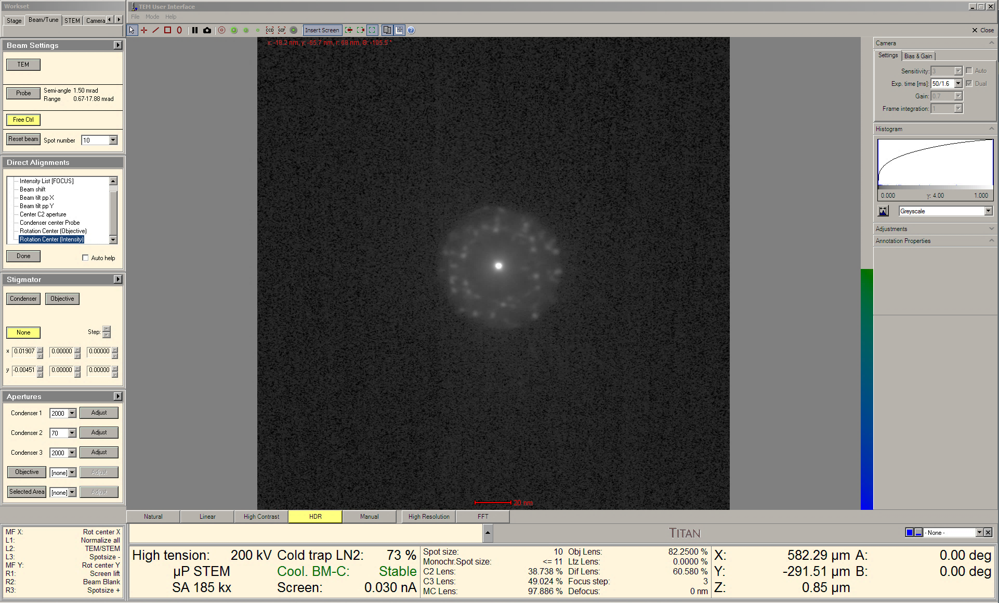 Workset
TEM User Interface
Stage Beam/Tune STEM Camera
File Mode Help
CCD GIF Insert Screen Close
Beam Settings
TEM
Probe
Semi-angle 1.50 mrad
Range 0.67-17.88 mrad
Free Ctrl
Reset beam Spot number 10
Direct Alignments
Intensity List [FOCUS]
Beam shift
Beam tilt pp X
Beam tilt pp Y
Center C2 aperture
Condenser center Probe
Rotation Center (Objective)
Rotation Center (Intensity)
Done Auto help
Stigmator
Condenser Objective
None Step:
x 0.01907 0.00000 0.00000
y -0.00451 0.00000 0.00000
Apertures
Condenser 1 2000 Adjust
Condenser 2 70 Adjust
Condenser 3 2000 Adjust
Objective [none] Adjust
Selected Area [none] Adjust
MF X: Rot center X
L1: Normalize all
L2: TEM/STEM
L3: Spotsize -
MF Y: Rot center Y
R1: Screen lift
R2: Beam Blank
R3: Spotsize +
x: -18.2 nm, y: -65.7 nm, r: 68 nm, Θ: -105.5 °
20 nm
Camera
Settings Bias & Gain
Sensitivity: 3 Auto
Exp. time [ms]: 50/1.6 Dual
Gain: 0.7
Frame integration: 1
Histogram
0.000 γ: 4.00 1.000
Greyscale
Adjustments
Annotation Properties
Natural Linear High Contrast HDR Manual High Resolution FFT
TITAN
- None -
High tension: 200 kV
µP STEM
SA 185 kx
Cold trap LN2: 73 %
Cool. BM-C: Stable
Screen: 0.030 nA
Spot size: 10
Monochr.Spot size: <= 11
C2 Lens: 38.738 %
C3 Lens: 49.024 %
MC Lens: 97.886 %
Obj Lens: 82.2500 %
Ltz Lens: 0.0000 %
Dif Lens: 60.580 %
Focus step: 3
Defocus: 0 nm
X: 582.29 µm A: 0.00 deg
Y: -291.51 µm B: 0.00 deg
Z: 0.85 µm